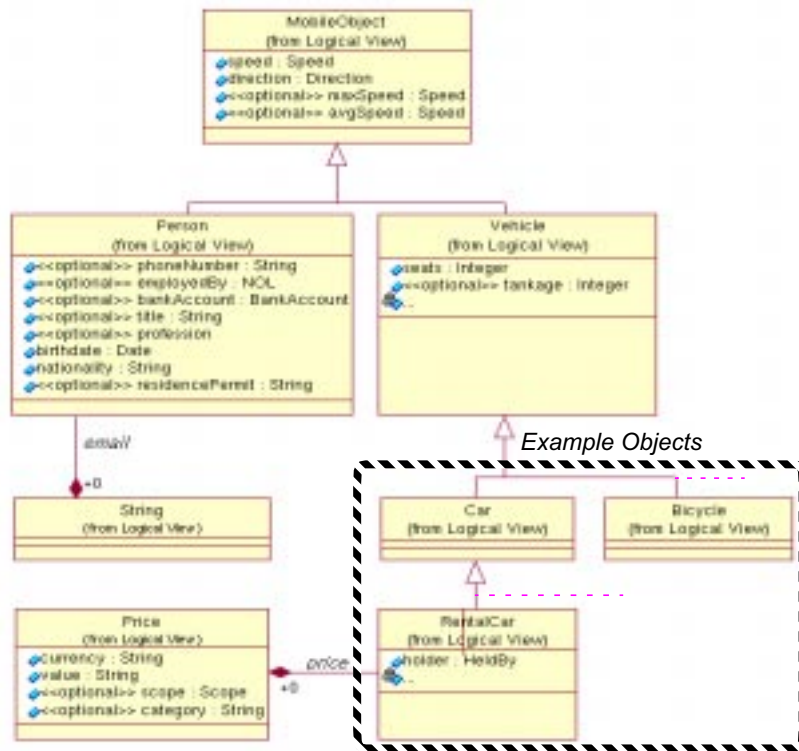 MobileObject
(from Logical View)
speed : Speed
direction : Direction
<<optional>> maxSpeed : Speed
<<optional>> avgSpeed : Speed
Person
(from Logical View)
<<optional>> phoneNumber : String
<<optional>> employedBy : NOL
<<optional>> bankAccount : BankAccount
<<optional>> title : String
<<optional>> profession
birthdate : Date
nationality : String
<<optional>> residencePermit : String
Vehicle
(from Logical View)
seats : Integer
<<optional>> tankage : Integer
..
email
+0
Example Objects
String
(from Logical View)
Car
(from Logical View)
Bicycle
(from Logical View)
Price
(from Logical View)
currency : String
value : String
<<optional>> scope : Scope
<<optional>> category : String
price
+0
RentalCar
(from Logical View)
holder : HeldBy
..